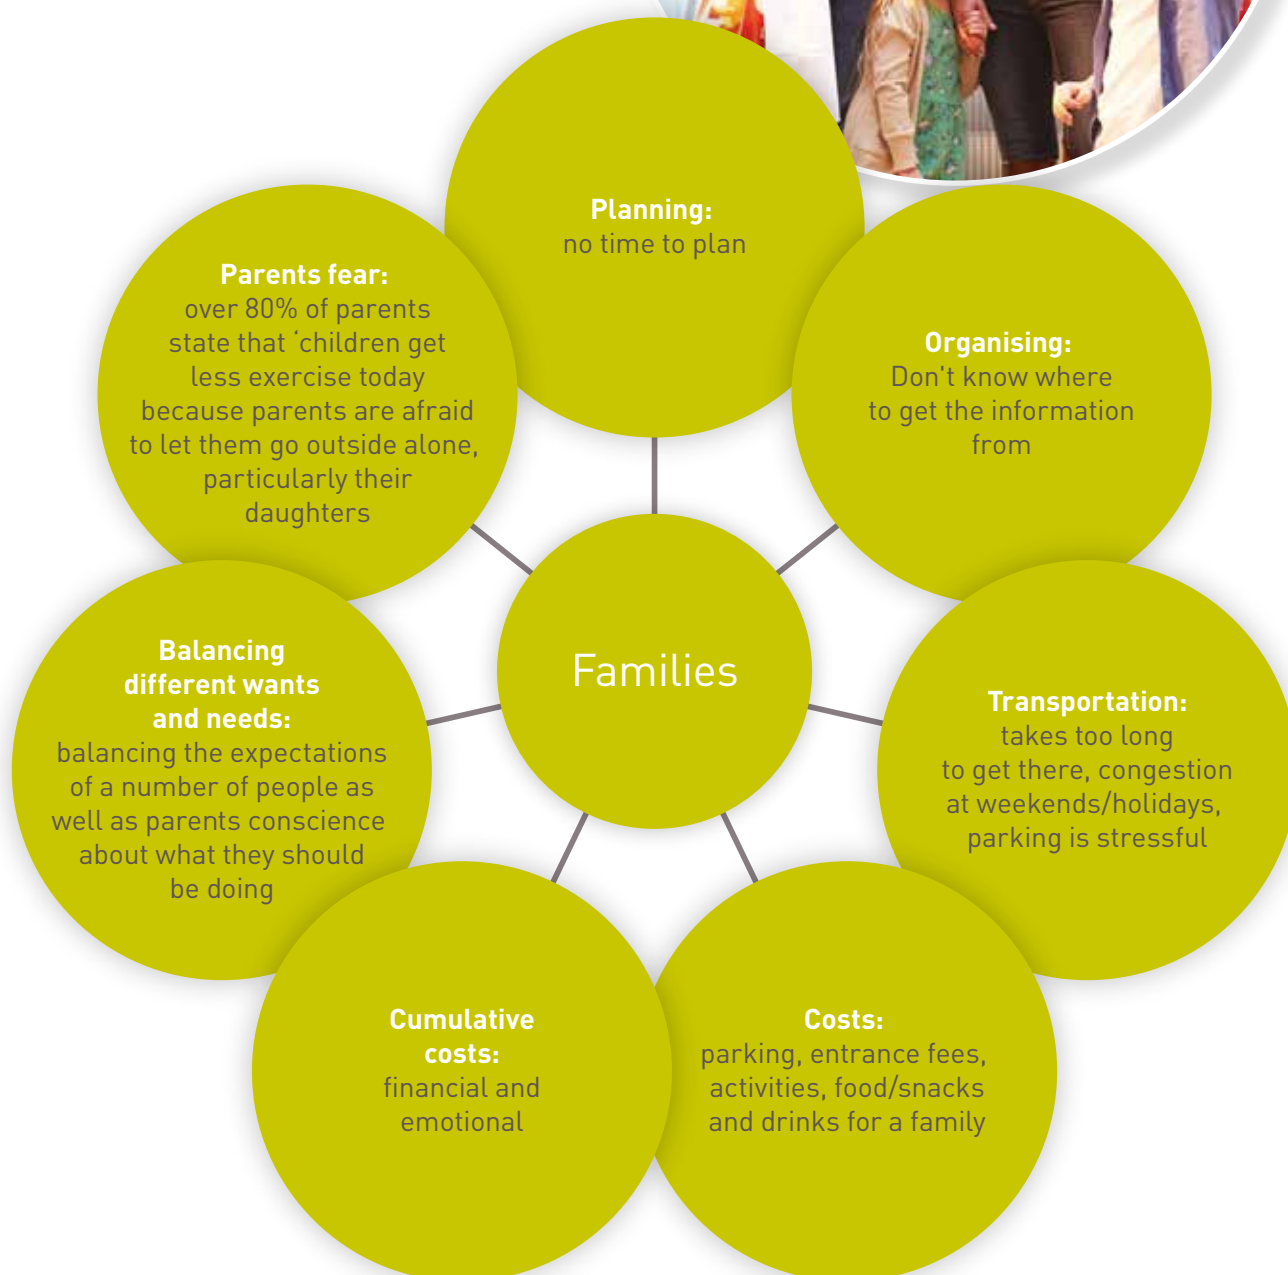 Planning:
no time to plan
Organising:
Don't know where
to get the information
from
Transportation:
takes too long
to get there, congestion
at weekends/holidays,
parking is stressful
Costs:
parking, entrance fees,
activities, food/snacks
and drinks for a family
Cumulative
costs:
financial and
emotional
Balancing
different wants
and needs:
balancing the expectations
of a number of people as
well as parents conscience
about what they should
be doing
Parents fear:
over 80% of parents
state that ‘children get
less exercise today
because parents are afraid
to let them go outside alone,
particularly their
daughters
Families